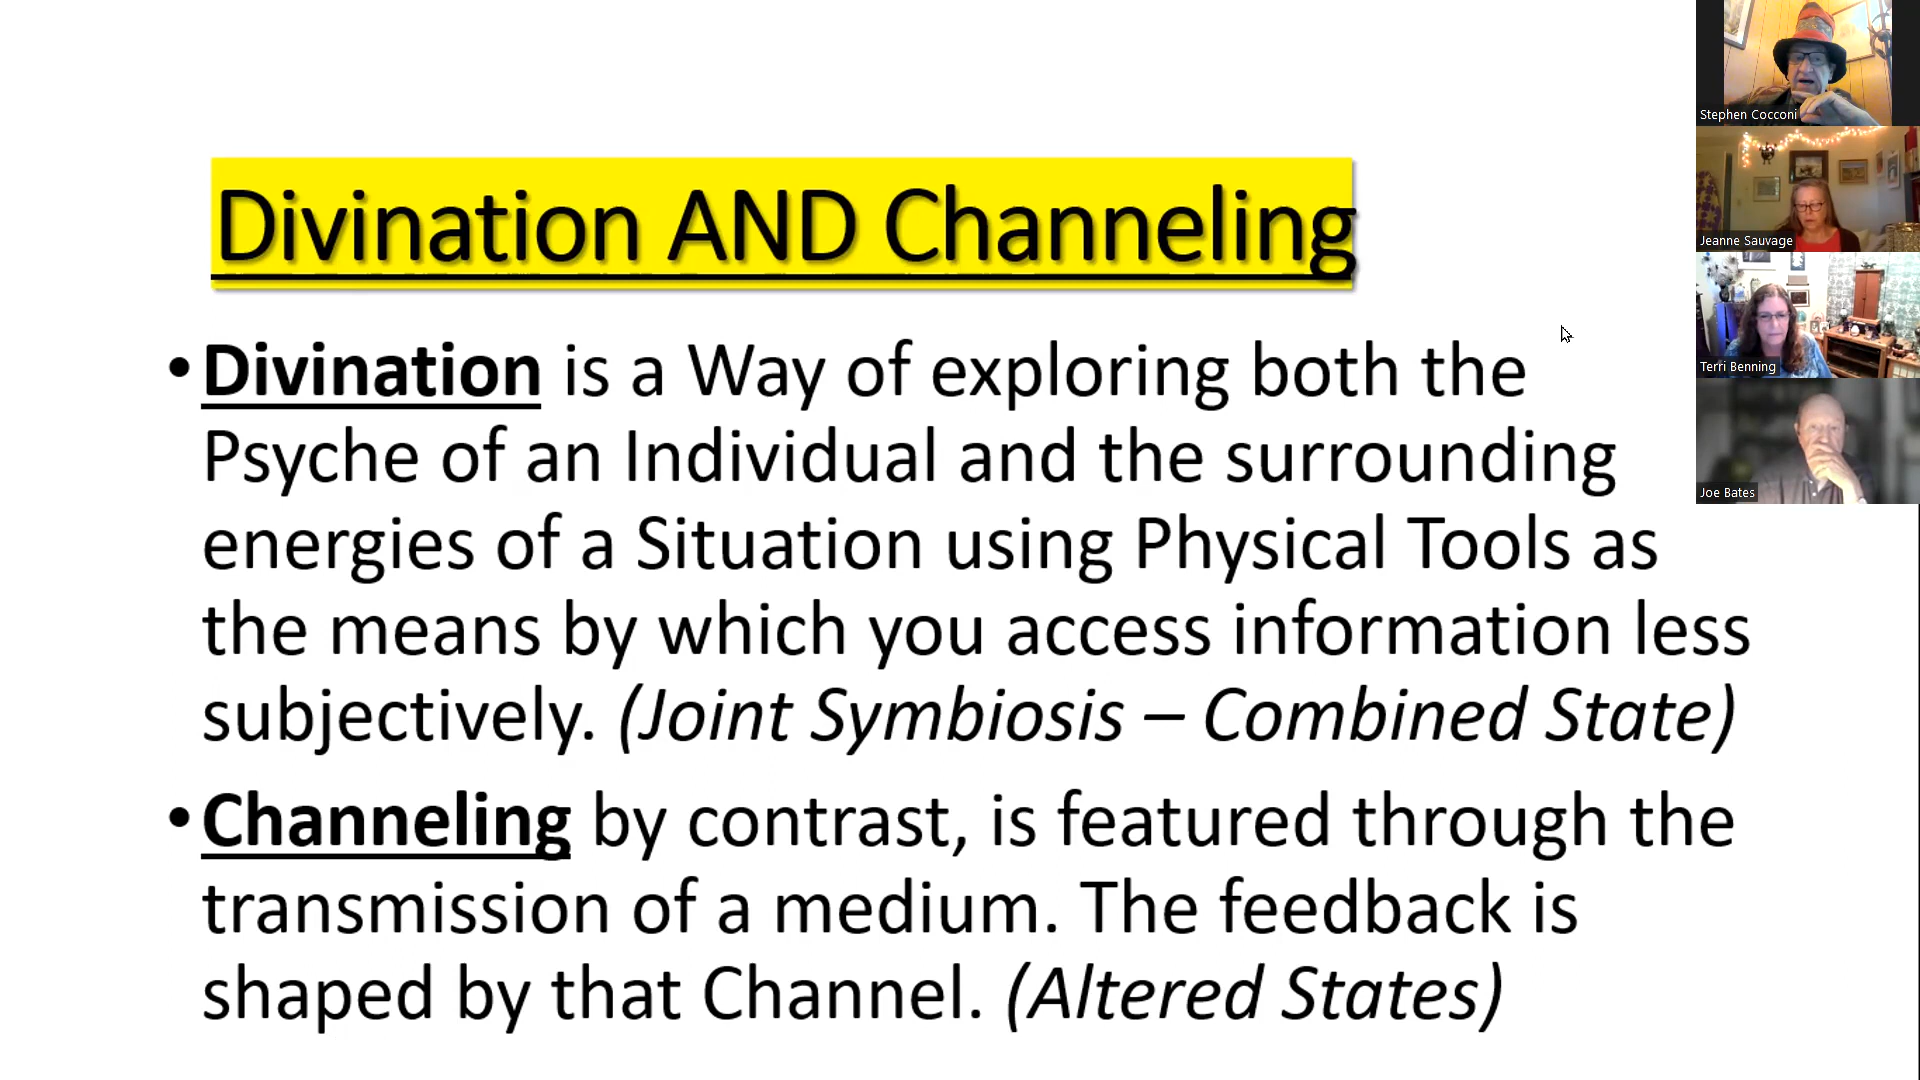 Divination AND Channeling
• Divination is a Way of exploring both the
Psyche of an Individual and the surrounding
energies of a Situation using Physical Tools as
the means by which you access information less
subjectively. (Joint Symbiosis – Combined State)
• Channeling by contrast, is featured through the
transmission of a medium. The feedback is
shaped by that Channel. (Altered States)
Stephen Cocconi
Jeanne Sauvage
Terri Benning
Joe Bates